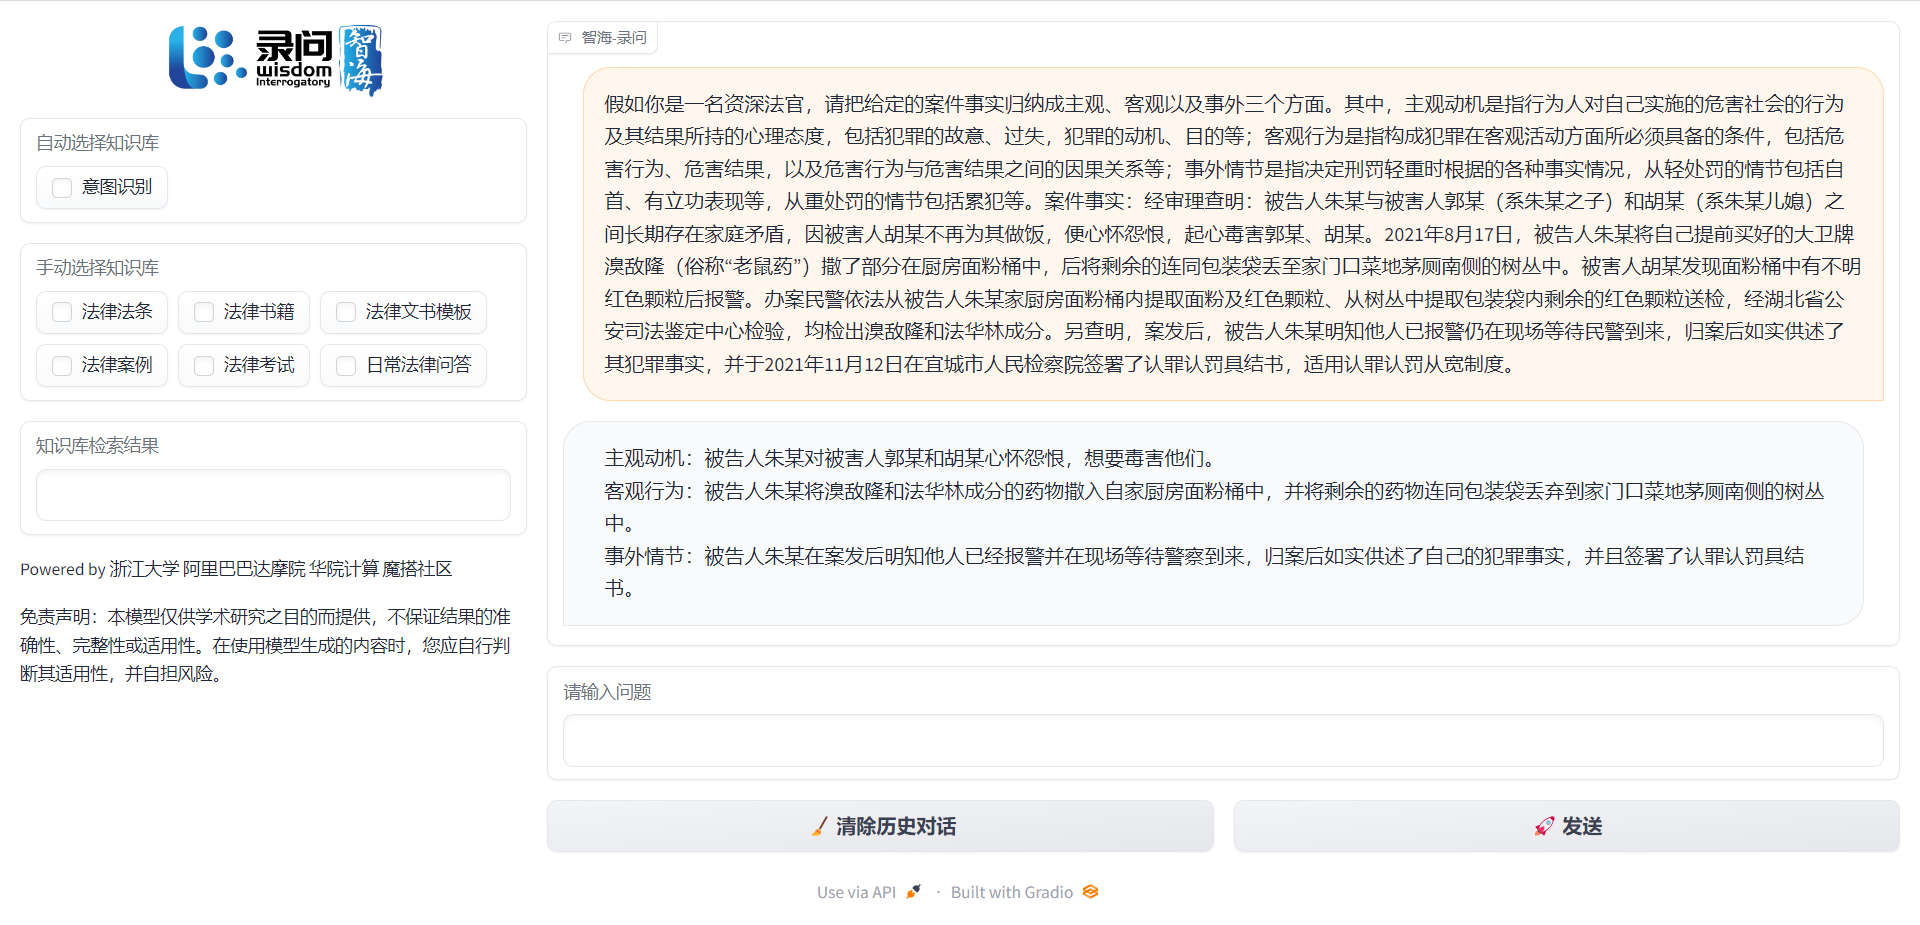 录问
wisdom
Interrogatory
智海
自动选择知识库
意图识别
手动选择知识库
法律法条
法律书籍
法律文书模板
法律案例
法律考试
日常法律问答
知识库检索结果
Powered by 浙江大学 阿里巴巴达摩院 华院计算 魔搭社区
免责声明：本模型仅供学术研究之目的而提供，不保证结果的准
确性、完整性或适用性。在使用模型生成的内容时，您应自行判
断其适用性，并自担风险。
智海-录问
假如你是一名资深法官，请把给定的案件事实归纳成主观、客观以及事外三个方面。其中，主观动机是指行为人对自己实施的危害社会的行为
及其结果所持的心理态度，包括犯罪的故意、过失，犯罪的动机、目的等；客观行为是指构成犯罪在客观活动方面所必须具备的条件，包括危
害行为、危害结果，以及危害行为与危害结果之间的因果关系等；事外情节是指决定刑罚轻重时根据的各种事实情况，从轻处罚的情节包括自
首、有立功表现等，从重处罚的情节包括累犯等。案件事实：经审理查明：被告人朱某与被害人郭某（系朱某之子）和胡某（系朱某儿媳）之
间长期存在家庭矛盾，因被害人胡某不再为其做饭，便心怀怨恨，起心毒害郭某、胡某。2021年8月17日，被告人朱某将自己提前买好的大卫牌
溴敌隆（俗称“老鼠药”）撒了部分在厨房面粉桶中，后将剩余的连同包装袋丢至家门口菜地茅厕南侧的树丛中。被害人胡某发现面粉桶中有不明
红色颗粒后报警。办案民警依法从被告人朱某家厨房面粉桶内提取面粉及红色颗粒、从树丛中提取包装袋内剩余的红色颗粒送检，经湖北省公
安司法鉴定中心检验，均检出溴敌隆和法华林成分。另查明，案发后，被告人朱某明知他人已报警仍在现场等待民警到来，归案后如实供述了
其犯罪事实，并于2021年11月12日在宜城市人民检察院签署了认罪认罚具结书，适用认罪认罚从宽制度。
主观动机：被告人朱某对被害人郭某和胡某心怀怨恨，想要毒害他们。
客观行为：被告人朱某将溴敌隆和法华林成分的药物撒入自家厨房面粉桶中，并将剩余的药物连同包装袋丢弃到家门口菜地茅厕南侧的树丛
中。
事外情节：被告人朱某在案发后明知他人已经报警并在现场等待警察到来，归案后如实供述了自己的犯罪事实，并且签署了认罪认罚具结
书。
请输入问题
清除历史对话
发送
Use via API · Built with Gradio